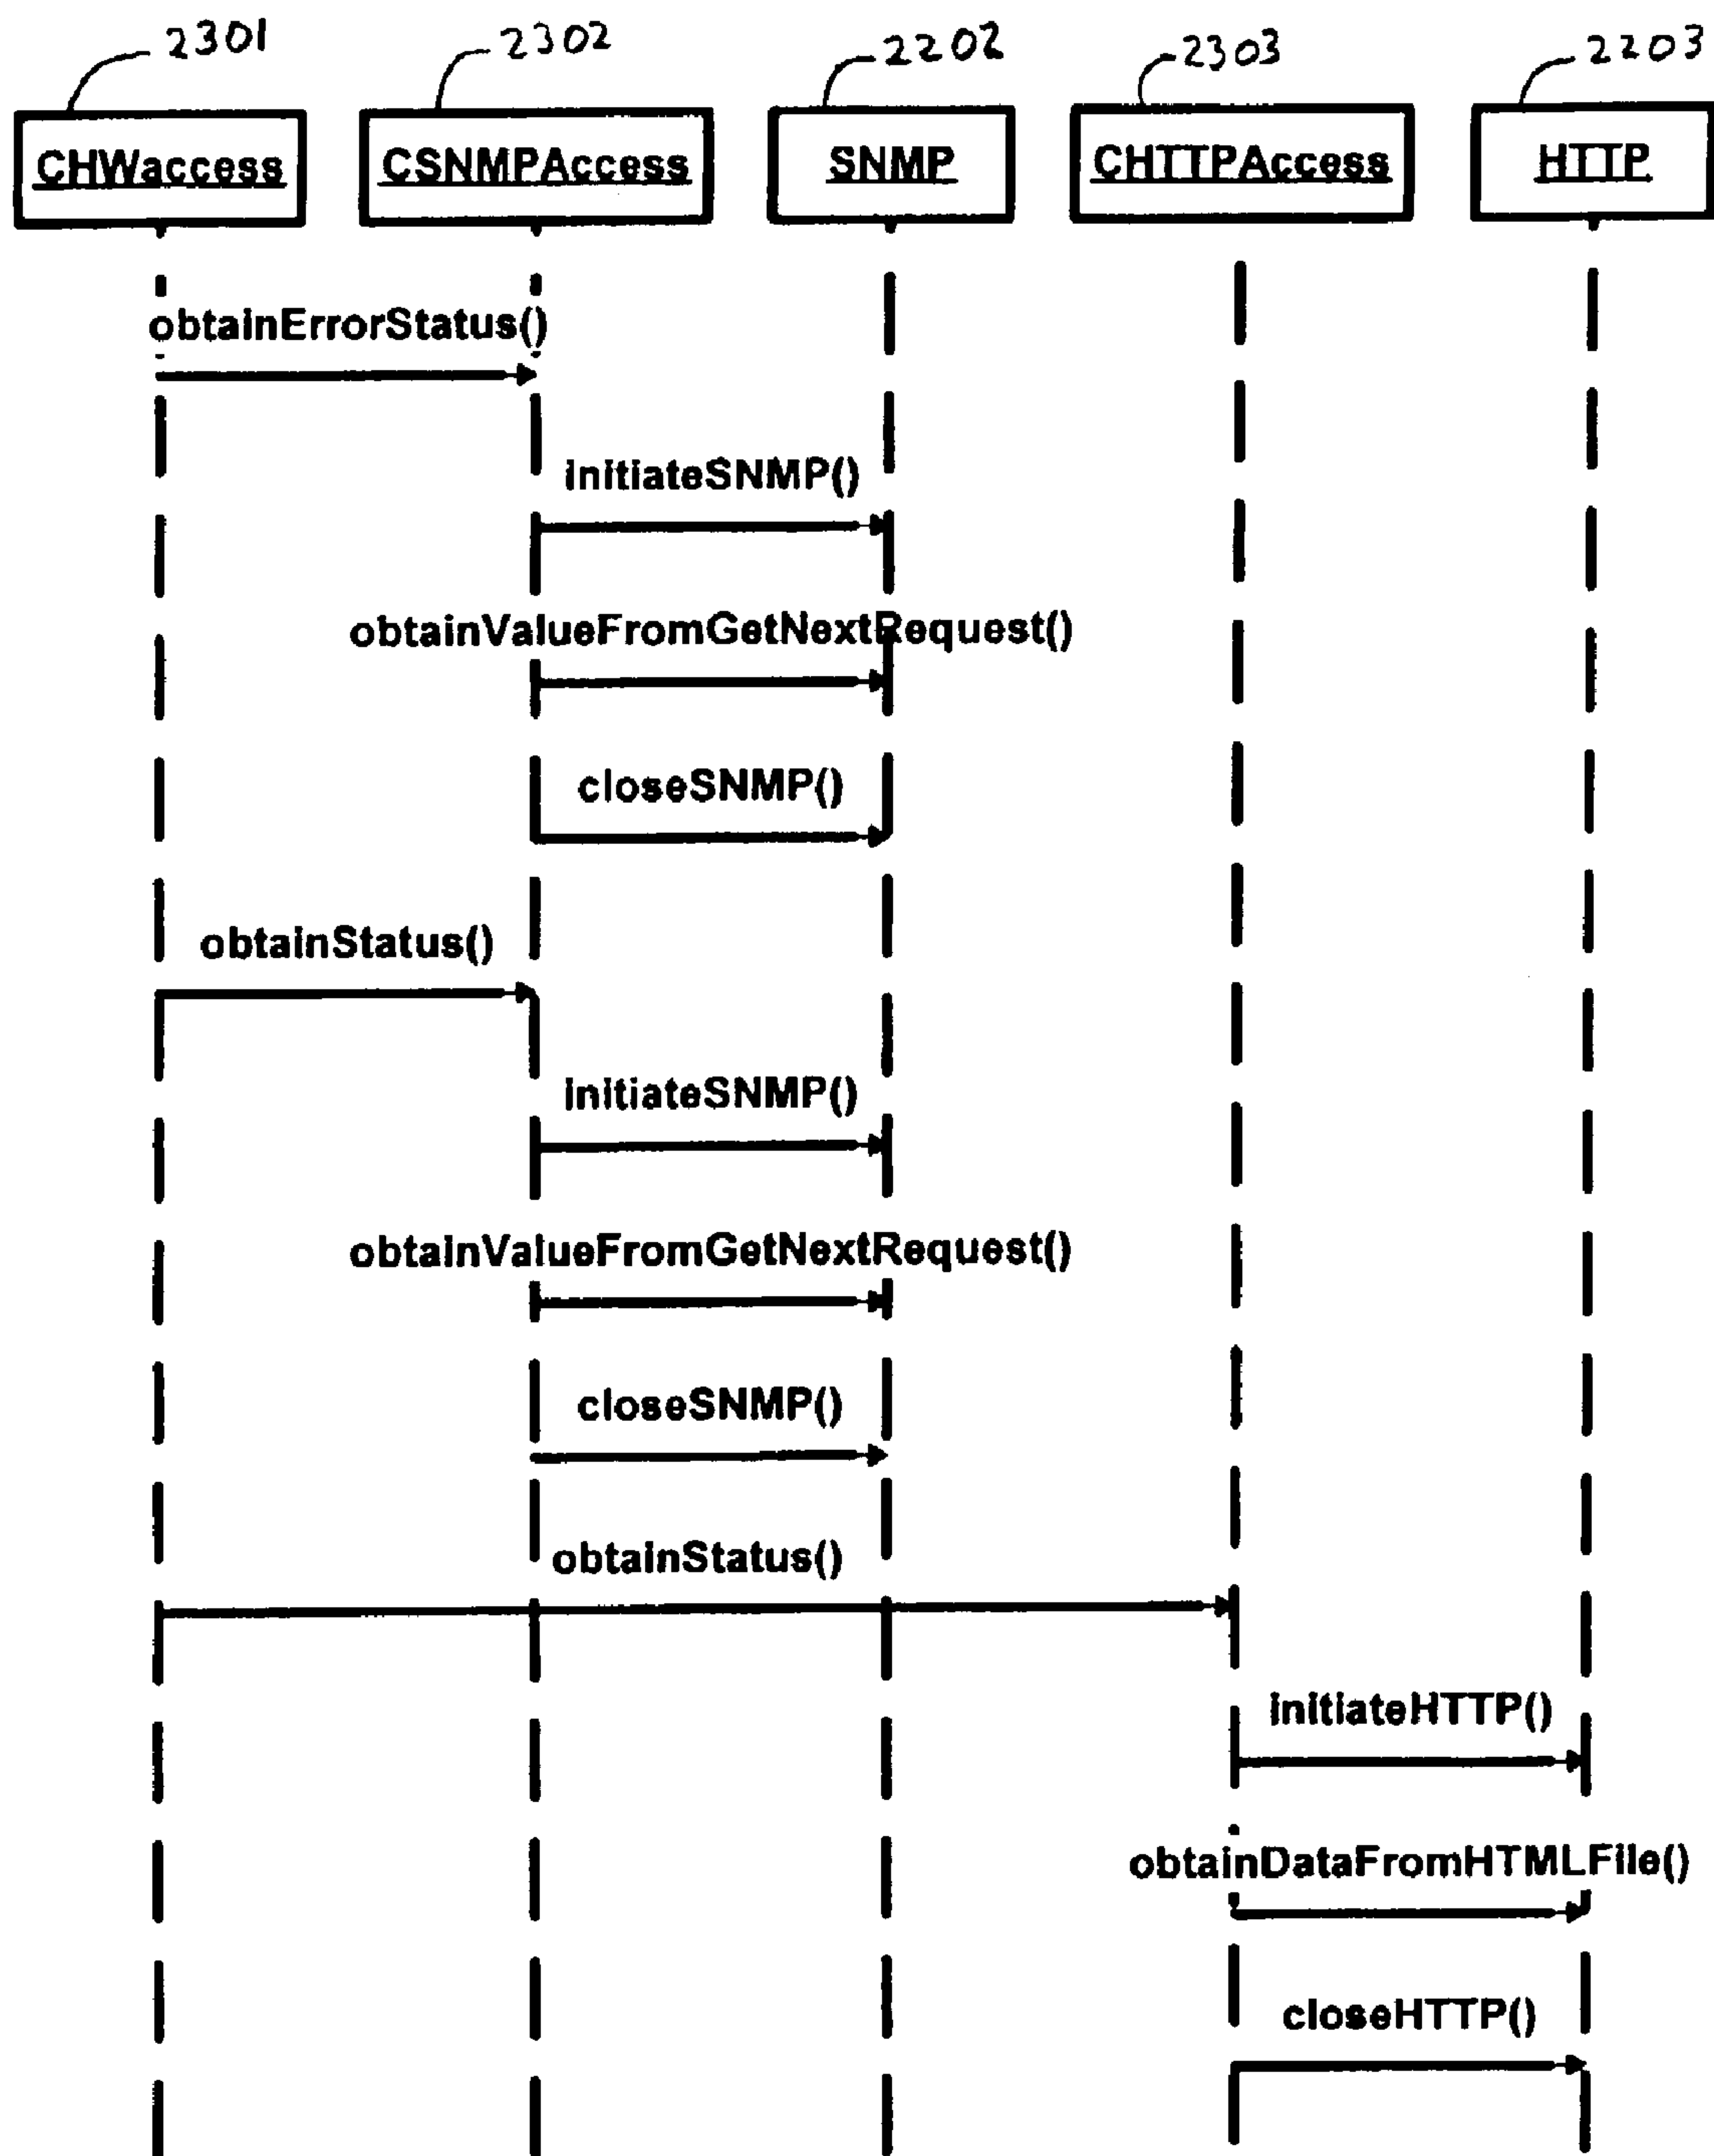 2301 2302 2202 2303 2203
CHWaccess CSNMPAccess SNMP CHTTPAccess HTTP
obtainErrorStatus()
initiateSNMP()
obtainValueFromGetNextRequest()
closeSNMP()
obtainStatus()
initiateSNMP()
obtainValueFromGetNextRequest()
closeSNMP()
obtainStatus()
initiateHTTP()
obtainDataFromHTMLFile()
closeHTTP()